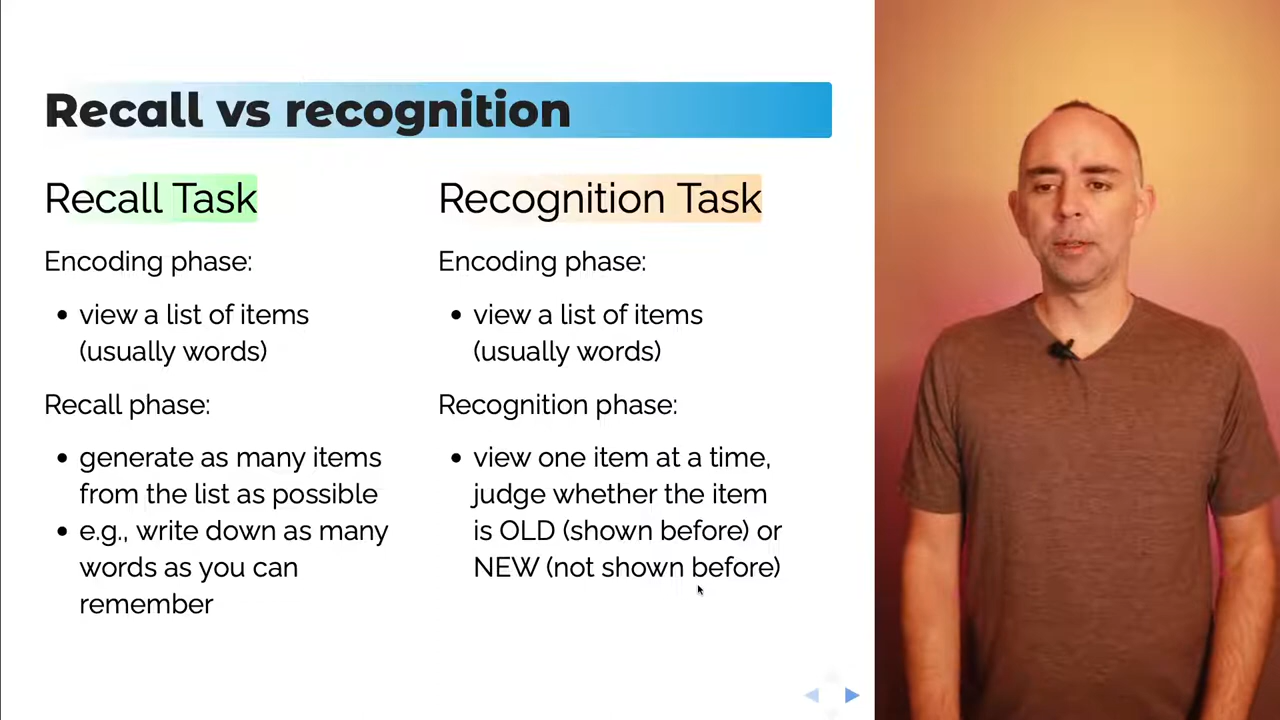 Recall vs recognition
Recall Task
Encoding phase:
• view a list of items
(usually words)
Recall phase:
• generate as many items
from the list as possible
• e.g., write down as many
words as you can
remember
Recognition Task
Encoding phase:
• view a list of items
(usually words)
Recognition phase:
• view one item at a time,
judge whether the item
is OLD (shown before) or
NEW (not shown before)